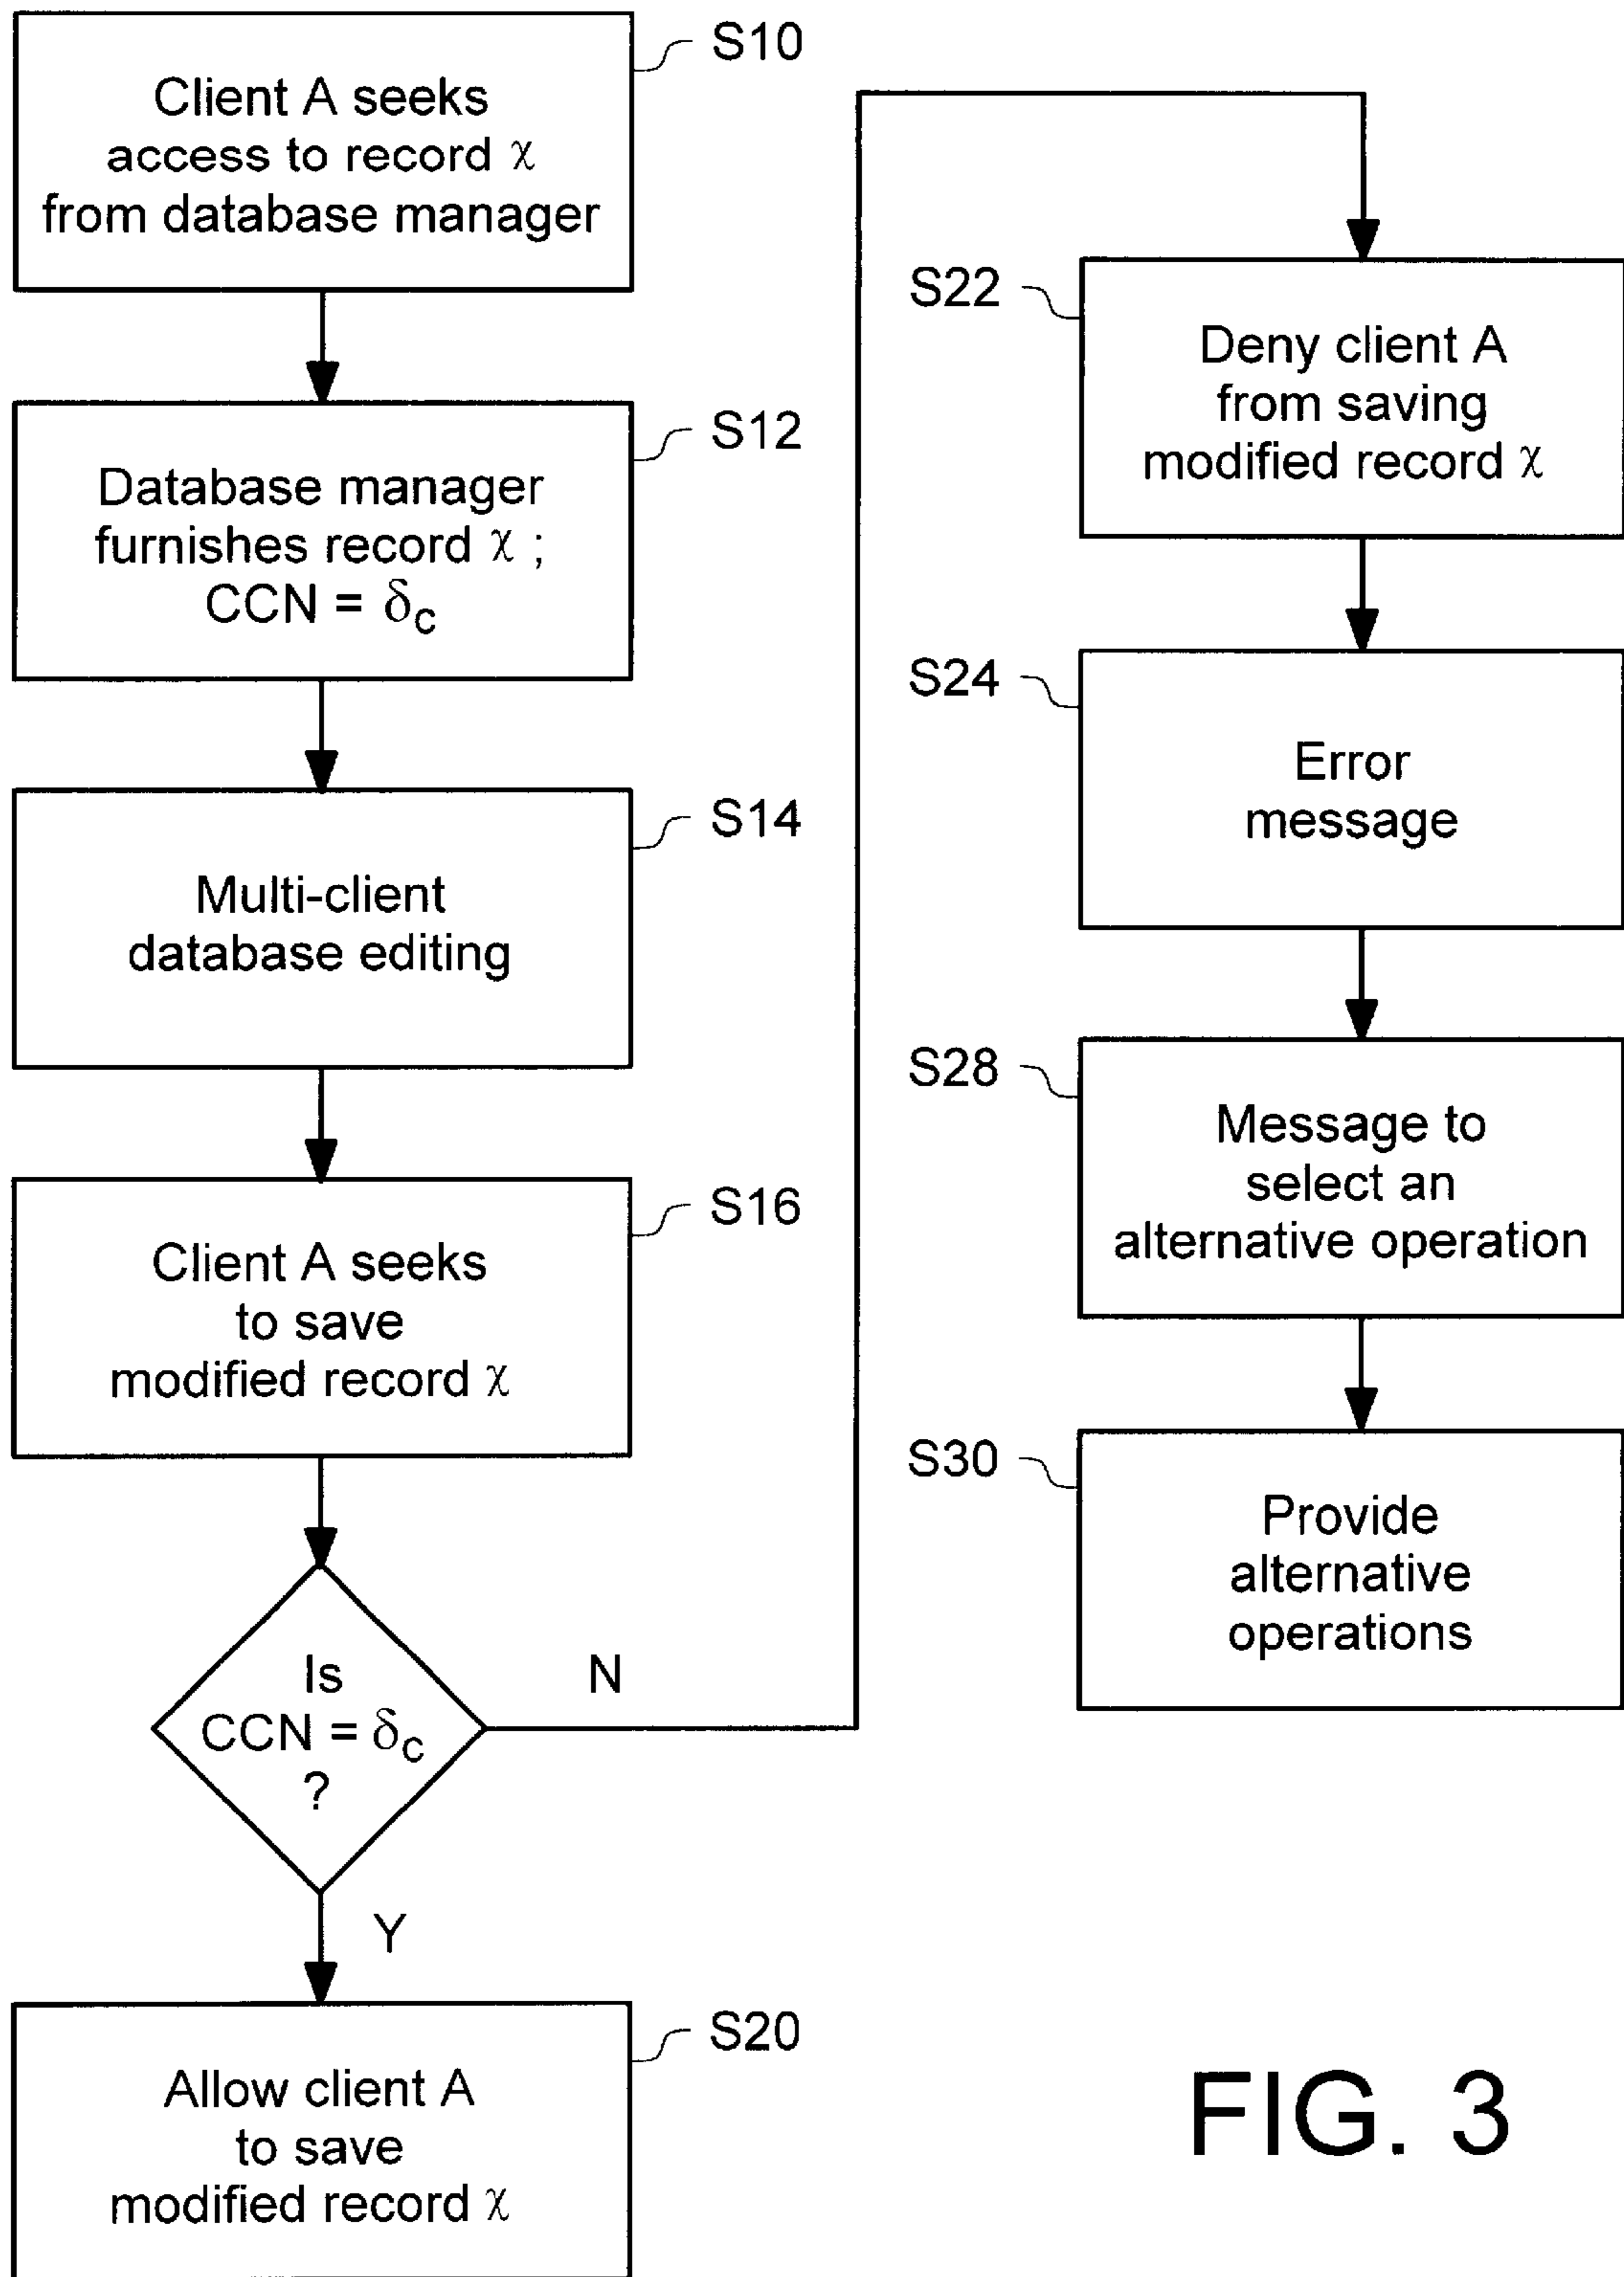 S10
Client A seeks
access to record χ
from database manager
S12
Database manager
furnishes record χ ;
CCN = δc
S14
Multi-client
database editing
S16
Client A seeks
to save
modified record χ
Is
CCN = δc
?
N
Y
S20
Allow client A
to save
modified record χ
S22
Deny client A
from saving
modified record χ
S24
Error
message
S28
Message to
select an
alternative operation
S30
Provide
alternative
operations
FIG. 3